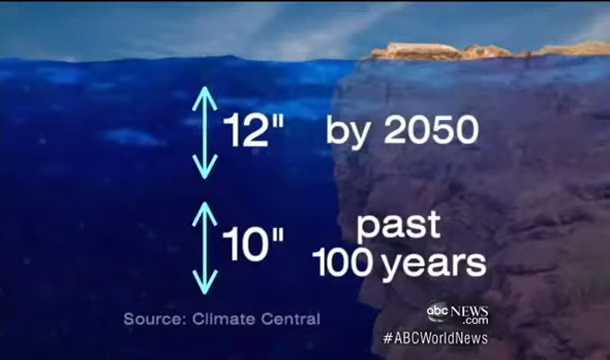 12" by 2050
10" past
100 years
Source: Climate Central
abc NEWS
.com
#ABCWorldNews